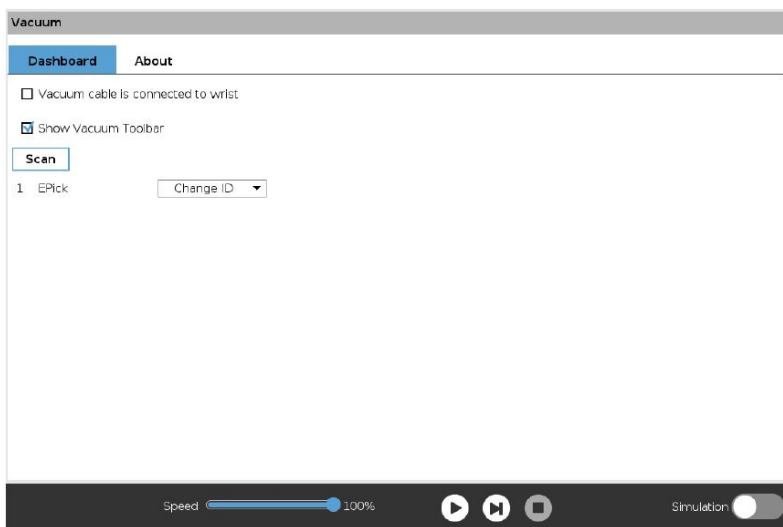 Vacuum
Dashboard About
Vacuum cable is connected to wrist
Show Vacuum Toolbar
Scan
1 EPick Change ID
Speed 100% Simulation